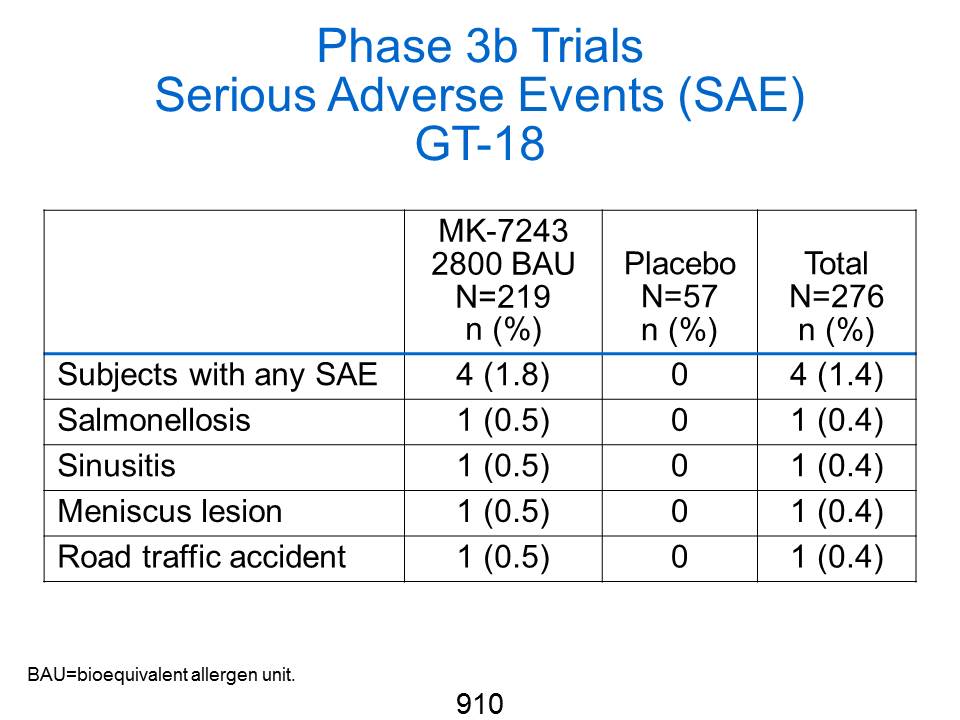 Phase 3b Trials
Serious Adverse Events (SAE)
GT-18
MK-7243
2800 BAU
N=219
n (%)
Placebo
N=57
n (%)
Total
N=276
n (%)
Subjects with any SAE 4 (1.8) 0 4 (1.4)
Salmonellosis 1 (0.5) 0 1 (0.4)
Sinusitis 1 (0.5) 0 1 (0.4)
Meniscus lesion 1 (0.5) 0 1 (0.4)
Road traffic accident 1 (0.5) 0 1 (0.4)
BAU=bioequivalent allergen unit.
910